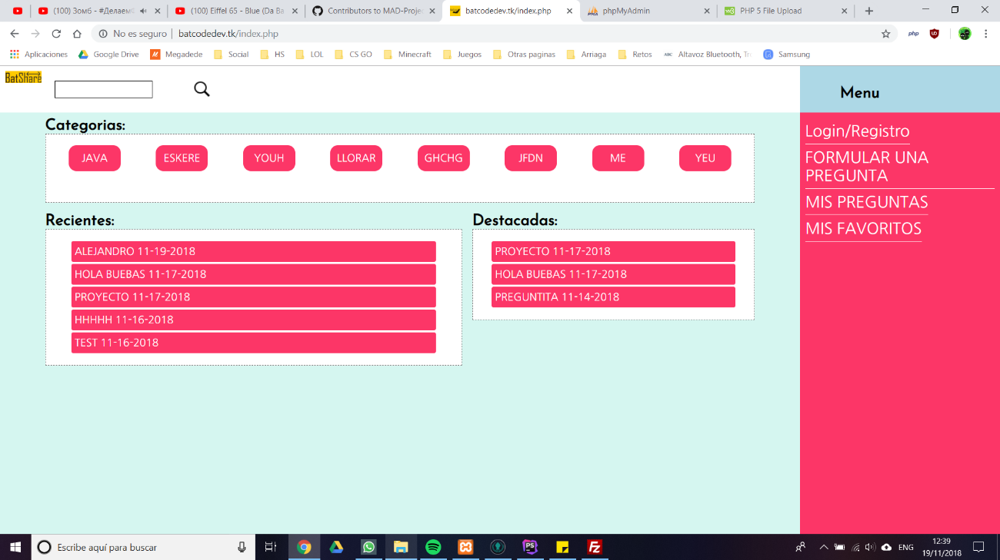 (100) Зомб - #Делаем
(100) Eiffel 65 - Blue (Da Ba
Contributors to MAD-Proje
batcodedev.tk/index.php
phpMyAdmin
PHP 5 File Upload
No es seguro | batcodedev.tk/index.php
php
Aplicaciones
Google Drive
Megadede
Social
HS
LOL
CS GO
Minecraft
Juegos
Otras paginas
Arriaga
Retos
Altavoz Bluetooth,
Samsung
BatShare
Menu
Categorias:
JAVA
ESKERE
YOUH
LLORAR
GHCHG
JFDN
ME
YEU
Recientes:
ALEJANDRO 11-19-2018
HOLA BUEBAS 11-17-2018
PROYECTO 11-17-2018
HHHHH 11-16-2018
TEST 11-16-2018
Destacadas:
PROYECTO 11-17-2018
HOLA BUEBAS 11-17-2018
PREGUNTITA 11-14-2018
Login/Registro
FORMULAR UNA
PREGUNTA
MIS PREGUNTAS
MIS FAVORITOS
Escribe aquí para buscar
PS
Fz
ENG
12:39
19/11/2018